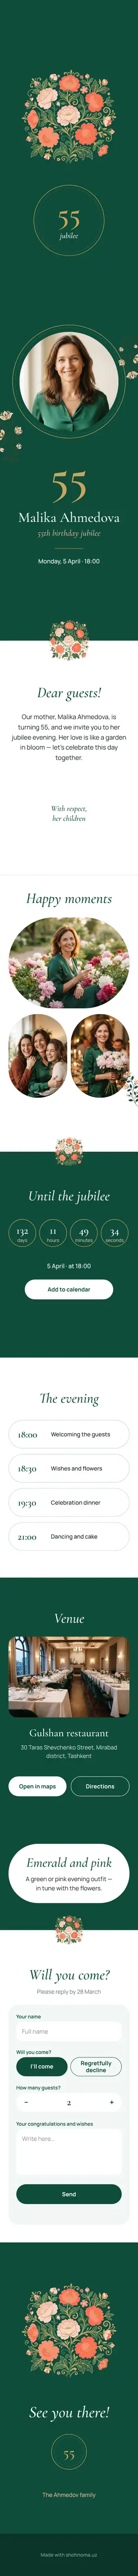 55
jubilee
55
Malika Ahmedova
55th birthday jubilee
Monday, 5 April · 18:00
Dear guests!
Our mother, Malika Ahmedova, is
turning 55, and we invite you to her
jubilee evening. Her love is like a garden
in bloom — let's celebrate this day
together.
With respect,
her children
Happy moments
Until the jubilee
132 11 49 34
days hours minutes seconds
5 April · at 18:00
Add to calendar
The evening
18:00 Welcoming the guests
18:30 Wishes and flowers
19:30 Celebration dinner
21:00 Dancing and cake
Venue
Gulshan restaurant
30 Taras Shevchenko Street, Mirabad
district, Tashkent
Open in maps Directions
Emerald and pink
A green or pink evening outfit —
in tune with the flowers.
Will you come?
Please reply by 28 March
Your name
Full name
Will you come?
I'll come Regretfully
decline
How many guests?
− 2 +
Your congratulations and wishes
Write here...
Send
See you there!
55
The Ahmedov family
Made with shohnoma.uz